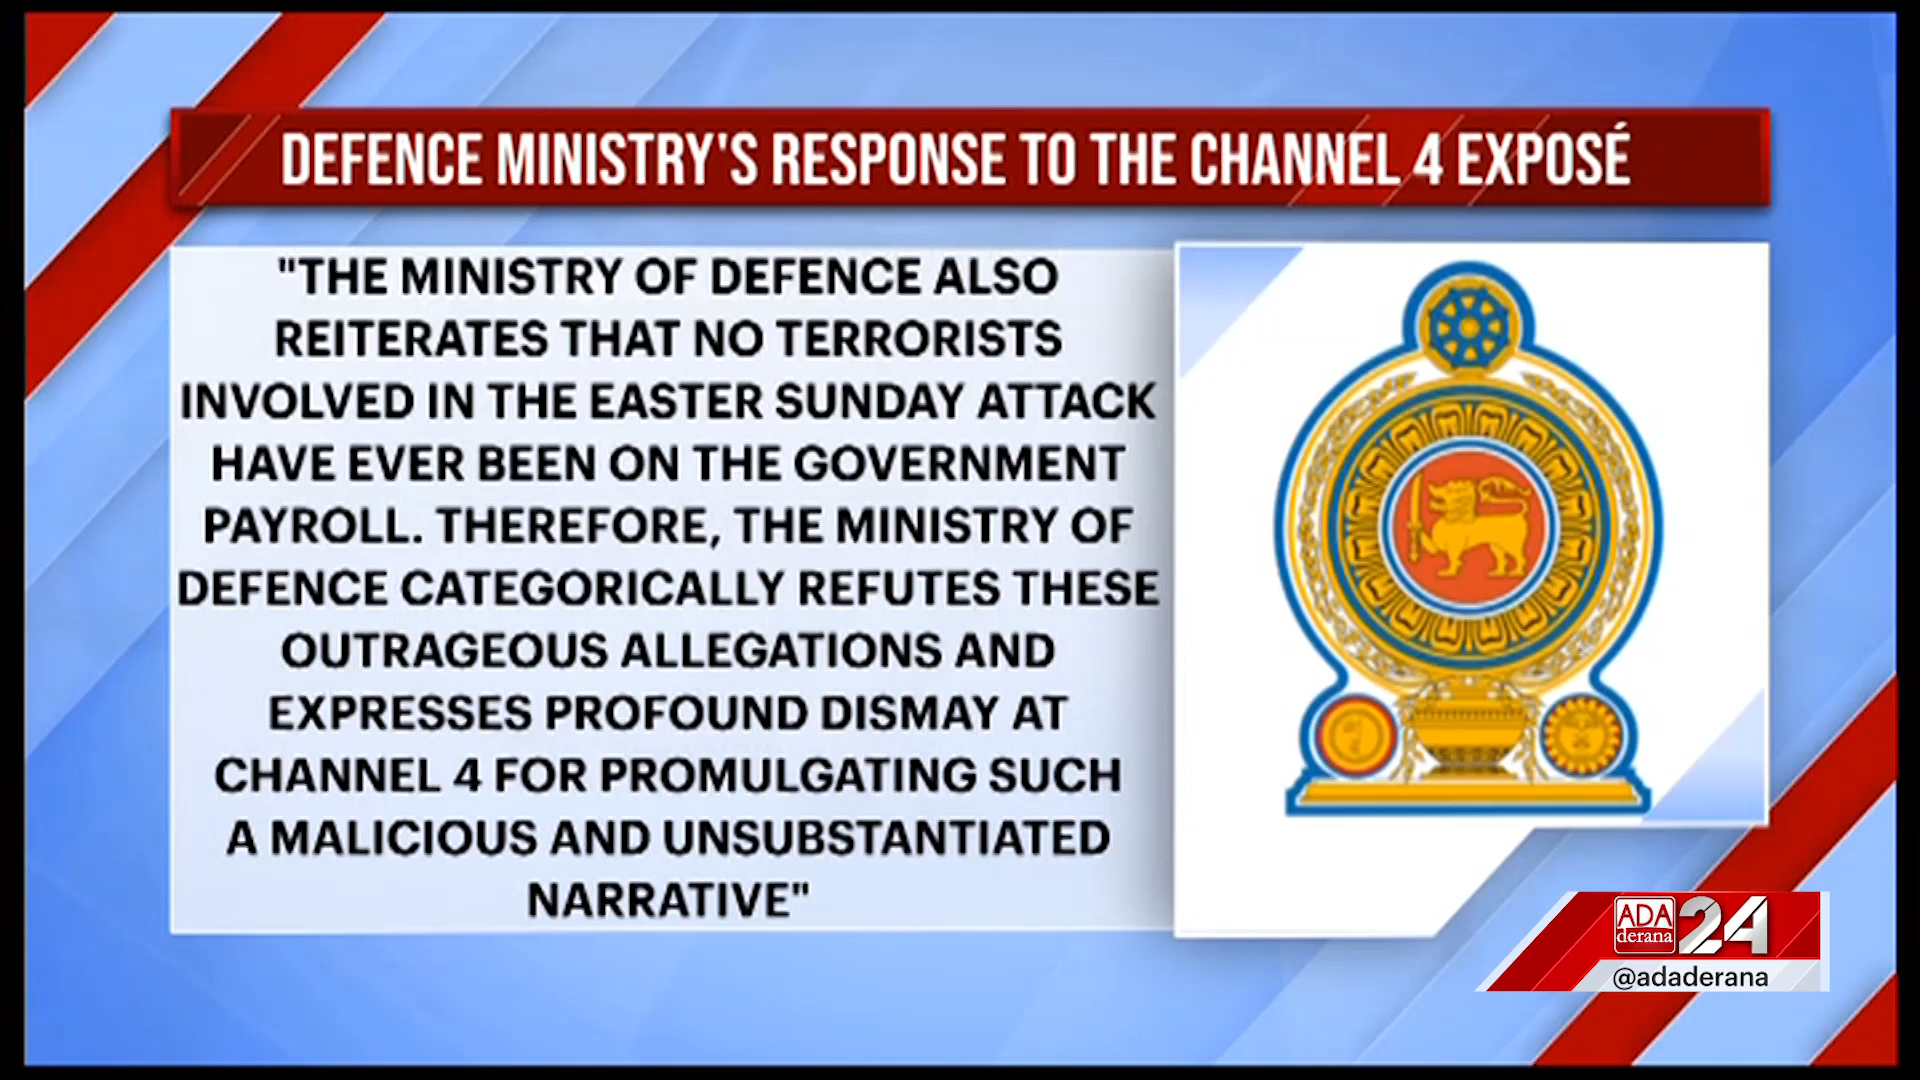 DEFENCE MINISTRY'S RESPONSE TO THE CHANNEL 4 EXPOSÉ
"THE MINISTRY OF DEFENCE ALSO
REITERATES THAT NO TERRORISTS
INVOLVED IN THE EASTER SUNDAY ATTACK
HAVE EVER BEEN ON THE GOVERNMENT
PAYROLL. THEREFORE, THE MINISTRY OF
DEFENCE CATEGORICALLY REFUTES THESE
OUTRAGEOUS ALLEGATIONS AND
EXPRESSES PROFOUND DISMAY AT
CHANNEL 4 FOR PROMULGATING SUCH
A MALICIOUS AND UNSUBSTANTIATED
NARRATIVE"
ADA
derana
24
@adaderana